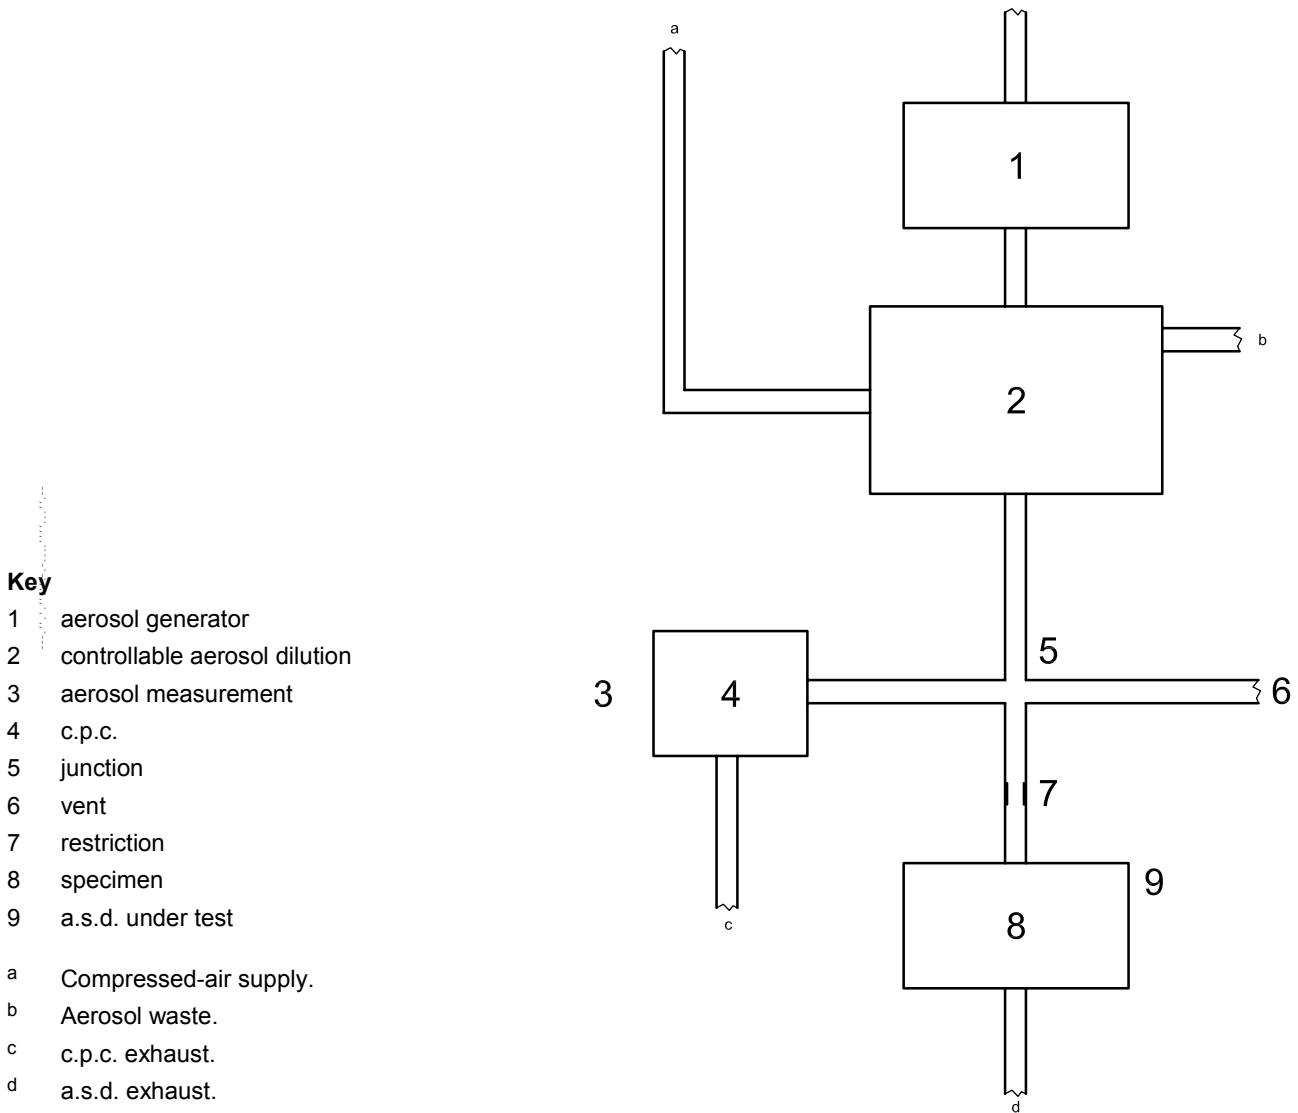 a
1
b
2
5
3
4
6
7
9
8
c
d
Key
1 aerosol generator
2 controllable aerosol dilution
3 aerosol measurement
4 c.p.c.
5 junction
6 vent
7 restriction
8 specimen
9 a.s.d. under test
a Compressed-air supply.
b Aerosol waste.
c c.p.c. exhaust.
d a.s.d. exhaust.